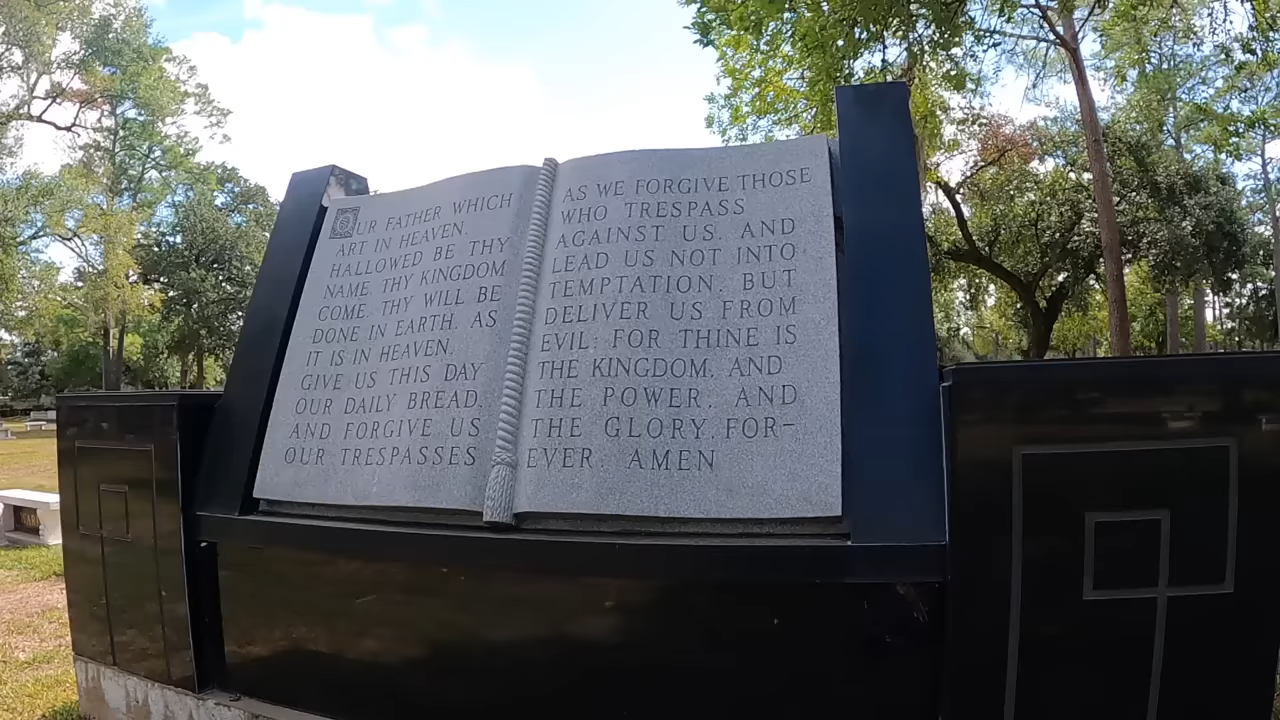 OUR FATHER WHICH
ART IN HEAVEN,
HALLOWED BE THY
NAME. THY KINGDOM
COME. THY WILL BE
DONE IN EARTH, AS
IT IS IN HEAVEN.
GIVE US THIS DAY
OUR DAILY BREAD.
AND FORGIVE US
OUR TRESPASSES
AS WE FORGIVE THOSE
WHO TRESPASS
AGAINST US. AND
LEAD US NOT INTO
TEMPTATION, BUT
DELIVER US FROM
EVIL: FOR THINE IS
THE KINGDOM, AND
THE POWER, AND
THE GLORY, FOR-
EVER. AMEN